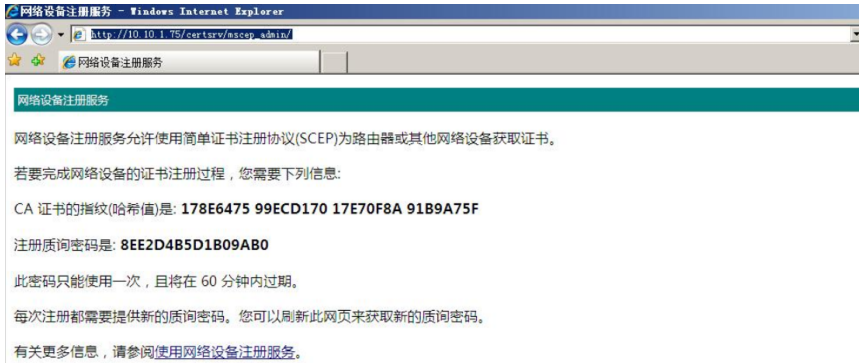 网络设备注册服务 - Windows Internet Explorer
http://10.10.1.75/certsrv/mscep_admin/
网络设备注册服务
网络设备注册服务
网络设备注册服务允许使用简单证书注册协议(SCEP)为路由器或其他网络设备获取证书。
若要完成网络设备的证书注册过程，您需要下列信息:
CA 证书的指纹(哈希值)是: 178E6475 99ECD170 17E70F8A 91B9A75F
注册质询密码是: 8EE2D4B5D1B09AB0
此密码只能使用一次，且将在 60 分钟内过期。
每次注册都需要提供新的质询密码。您可以刷新此网页来获取新的质询密码。
有关更多信息，请参阅使用网络设备注册服务。